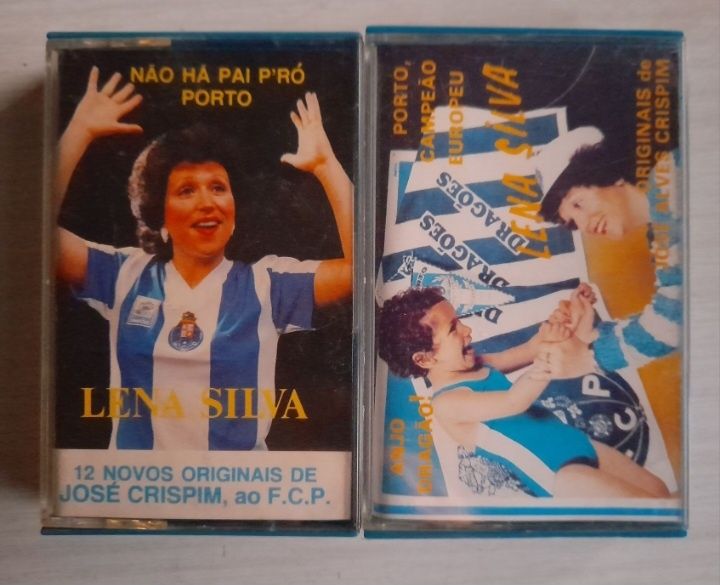 NÃO HÁ PAI P'RÓ
PORTO
LENA SILVA
12 NOVOS ORIGINAIS DE
JOSÉ CRISPIM, ao F.C.P.
PORTO,
CAMPEÃO
EUROPEU
LENA SILVA
ORIGINAIS de
JOSÉ ALVES CRISPIM
DRAGÕES
DRAGÕES
D
ANJO
DRAGÃO!
C P